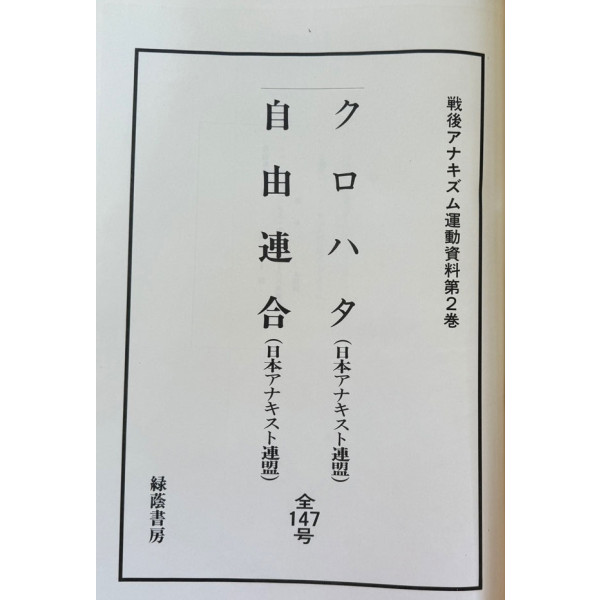 戦後アナキズム運動資料第2巻
クロハタ(日本アナキスト連盟)
自由連合(日本アナキスト連盟)
全147号
緑蔭書房